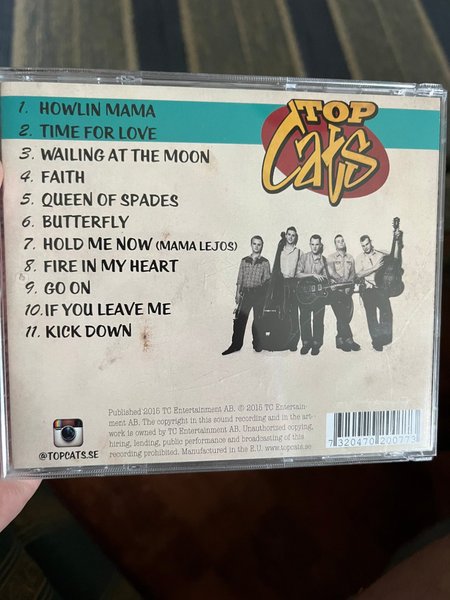 TOP
Cats
1. HOWLIN MAMA
2. TIME FOR LOVE
3. WAILING AT THE MOON
4. FAITH
5. QUEEN OF SPADES
6. BUTTERFLY
7. HOLD ME NOW (MAMA LEJOS)
8. FIRE IN MY HEART
9. GO ON
10. IF YOU LEAVE ME
11. KICK DOWN
@TOPCATS.SE
Published 2015 TC Entertainment AB. © 2015 TC Entertain-
ment AB. The copyright in this sound recording and in the art-
work is owned by TC Entertainment AB. Unauthorized copying,
hiring, lending, public performance and broadcasting of this
recording prohibited. Manufactured in the E.U. www.topcats.se
7 320470 200773